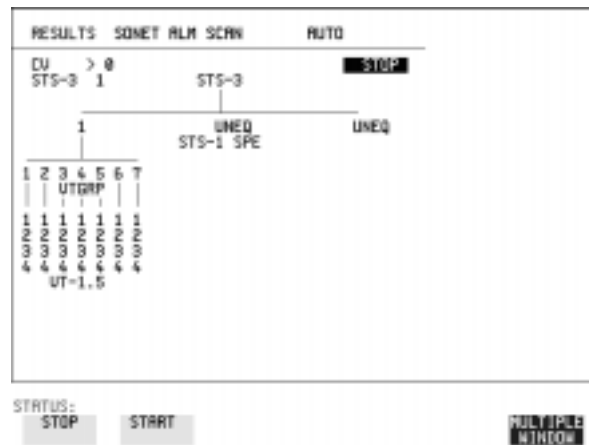 RESULTS SONET ALM SCAN AUTO
CV > 0 STOP
STS-3 1 STS-3
1 UNEQ UNEQ
STS-1 SPE
1 2 3 4 5 6 7
VTGRP
1 1 1 1 1 1 1
2 2 2 2 2 2 2
3 3 3 3 3 3 3
4 4 4 4 4 4 4
VT-1.5
STATUS:
STOP START MULTIPLE
WINDOW